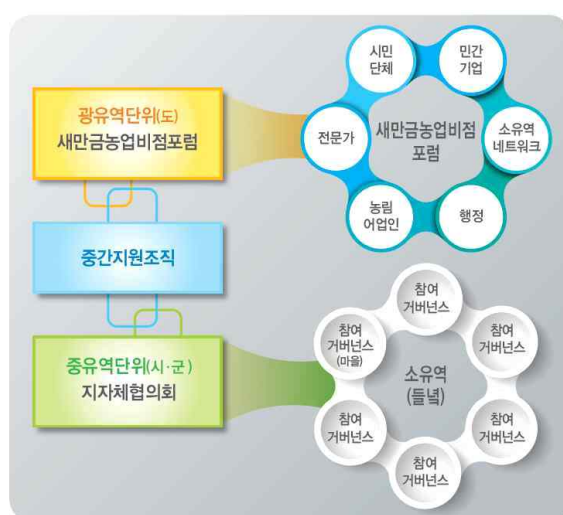 광유역단위(도)
새만금농업비점포럼
중간지원조직
중유역단위(시·군)
지자체협의회
시민
단체
민간
기업
전문가
새만금농업비점
포럼
소유역
네트워크
농림
어업인
행정
참여
거버넌스
참여
거버넌스
(마을)
참여
거버넌스
소유역
(들녘)
참여
거버넌스
참여
거버넌스
참여
거버넌스